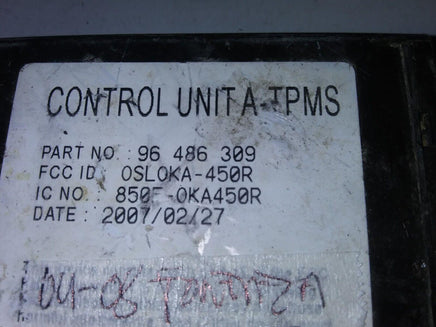 CONTROL UNIT A-TPMS
PART NO : 96 486 309
FCC ID : OSLOKA-450R
IC NO. : 850F-OKA450R
DATE : 2007/02/27
04-08 FORENZA